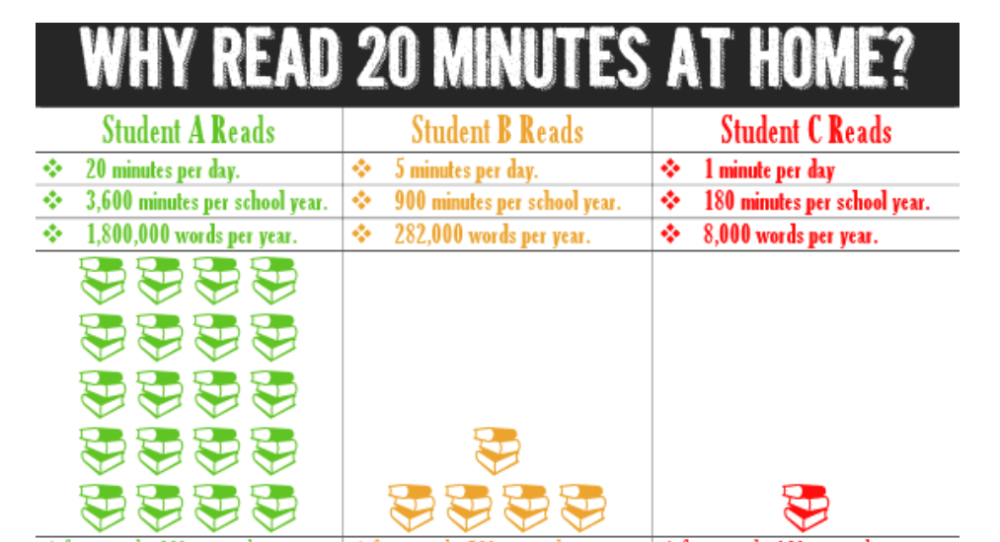 WHY READ 20 MINUTES AT HOME?
Student A Reads
20 minutes per day.
3,600 minutes per school year.
1,800,000 words per year.
Student B Reads
5 minutes per day.
900 minutes per school year.
282,000 words per year.
Student C Reads
1 minute per day
180 minutes per school year.
8,000 words per year.